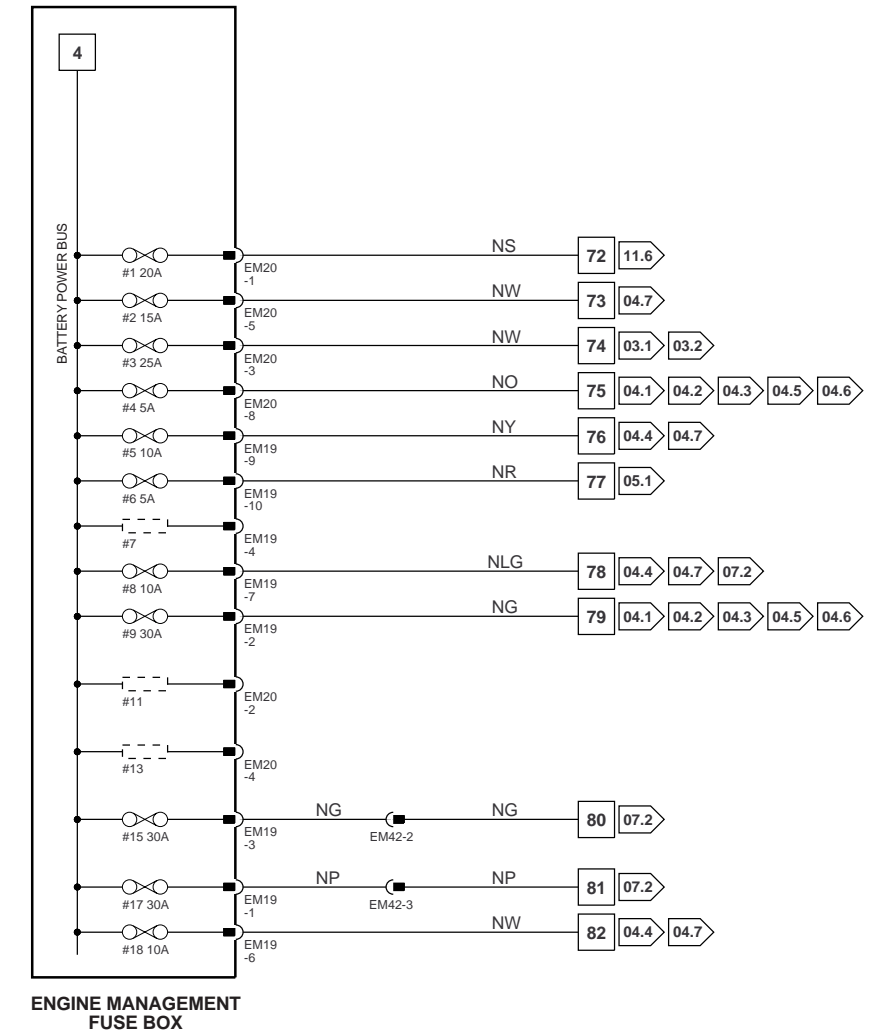 4
BATTERY POWER BUS
#1 20A EM20 -1 NS 72 11.6
#2 15A EM20 -5 NW 73 04.7
#3 25A EM20 -3 NW 74 03.1 03.2
#4 5A EM20 -8 NO 75 04.1 04.2 04.3 04.5 04.6
#5 10A EM19 -9 NY 76 04.4 04.7
#6 5A EM19 -10 NR 77 05.1
#7 EM19 -4
#8 10A EM19 -7 NLG 78 04.4 04.7 07.2
#9 30A EM19 -2 NG 79 04.1 04.2 04.3 04.5 04.6
#11 EM20 -2
#13 EM20 -4
#15 30A EM19 -3 NG EM42-2 NG 80 07.2
#17 30A EM19 -1 NP EM42-3 NP 81 07.2
#18 10A EM19 -6 NW 82 04.4 04.7
ENGINE MANAGEMENT
FUSE BOX